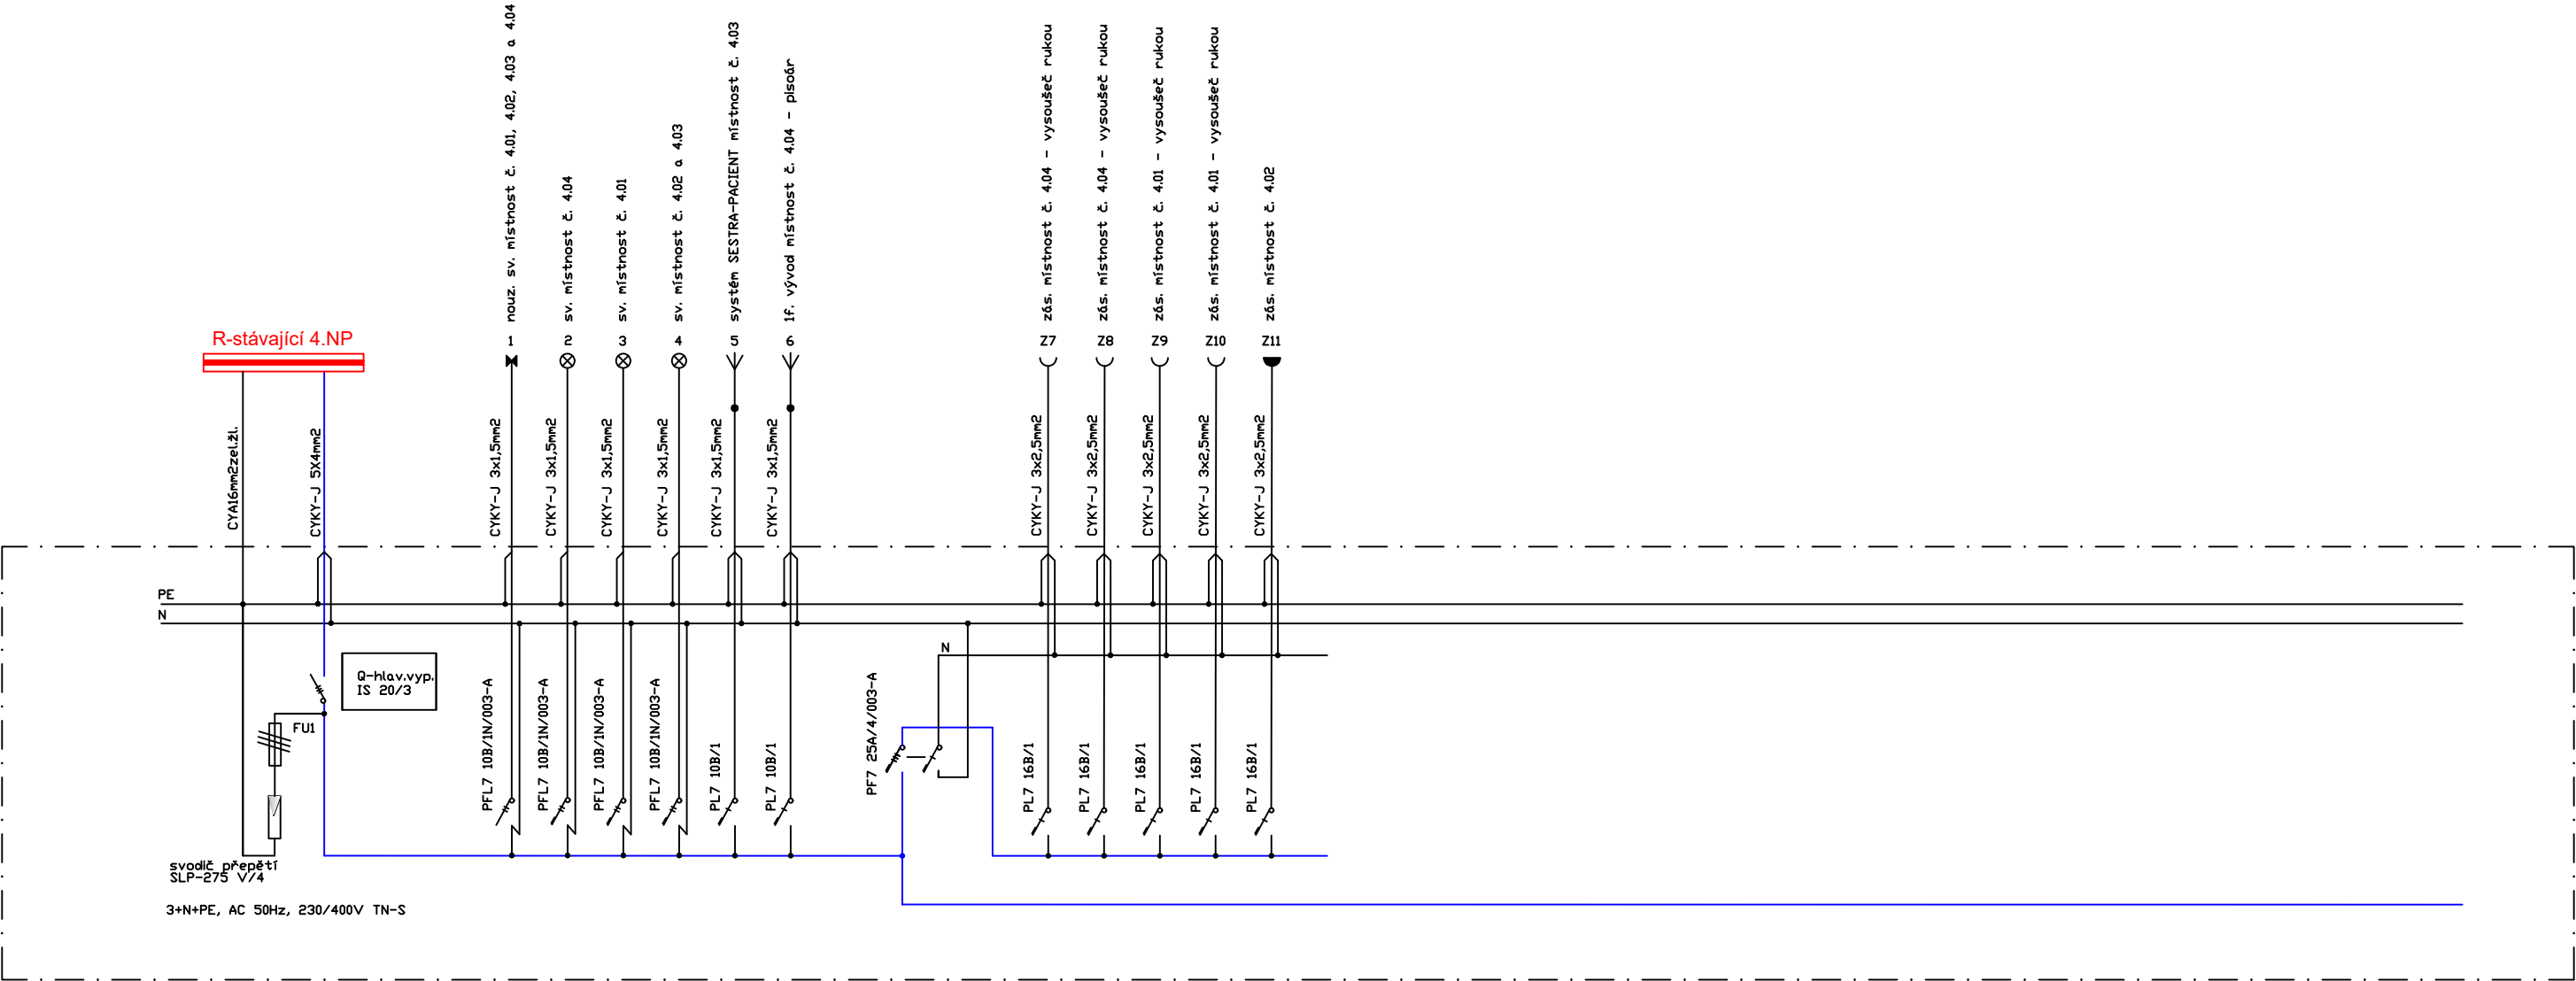 nouz. sv. místnost č. 4.01, 4.02, 4.03 a 4.04
sv. místnost č. 4.04
sv. místnost č. 4.01
sv. místnost č. 4.02 a 4.03
systém SESTRA-PACIENT místnost č. 4.03
1f. vývod místnost č. 4.04 - pisoár
zás. místnost č. 4.04 - vysoušeč rukou
zás. místnost č. 4.04 - vysoušeč rukou
zás. místnost č. 4.01 - vysoušeč rukou
zás. místnost č. 4.01 - vysoušeč rukou
zás. místnost č. 4.02
R-stávající 4.NP
1
2
3
4
5
6
Z7
Z8
Z9
Z10
Z11
CYA16mm2zel.žl.
CYKY-J 5X4mm2
CYKY-J 3x1,5mm2
CYKY-J 3x1,5mm2
CYKY-J 3x1,5mm2
CYKY-J 3x1,5mm2
CYKY-J 3x1,5mm2
CYKY-J 3x1,5mm2
CYKY-J 3x2,5mm2
CYKY-J 3x2,5mm2
CYKY-J 3x2,5mm2
CYKY-J 3x2,5mm2
CYKY-J 3x2,5mm2
PE
N
N
Q-hlav.vyp.
IS 20/3
FU1
PFL7 10B/1N/003-A
PFL7 10B/1N/003-A
PFL7 10B/1N/003-A
PFL7 10B/1N/003-A
PL7 10B/1
PL7 10B/1
PF7 25A/4/003-A
PL7 16B/1
PL7 16B/1
PL7 16B/1
PL7 16B/1
PL7 16B/1
svodič přepětí
SLP-275 V/4
3+N+PE, AC 50Hz, 230/400V TN-S